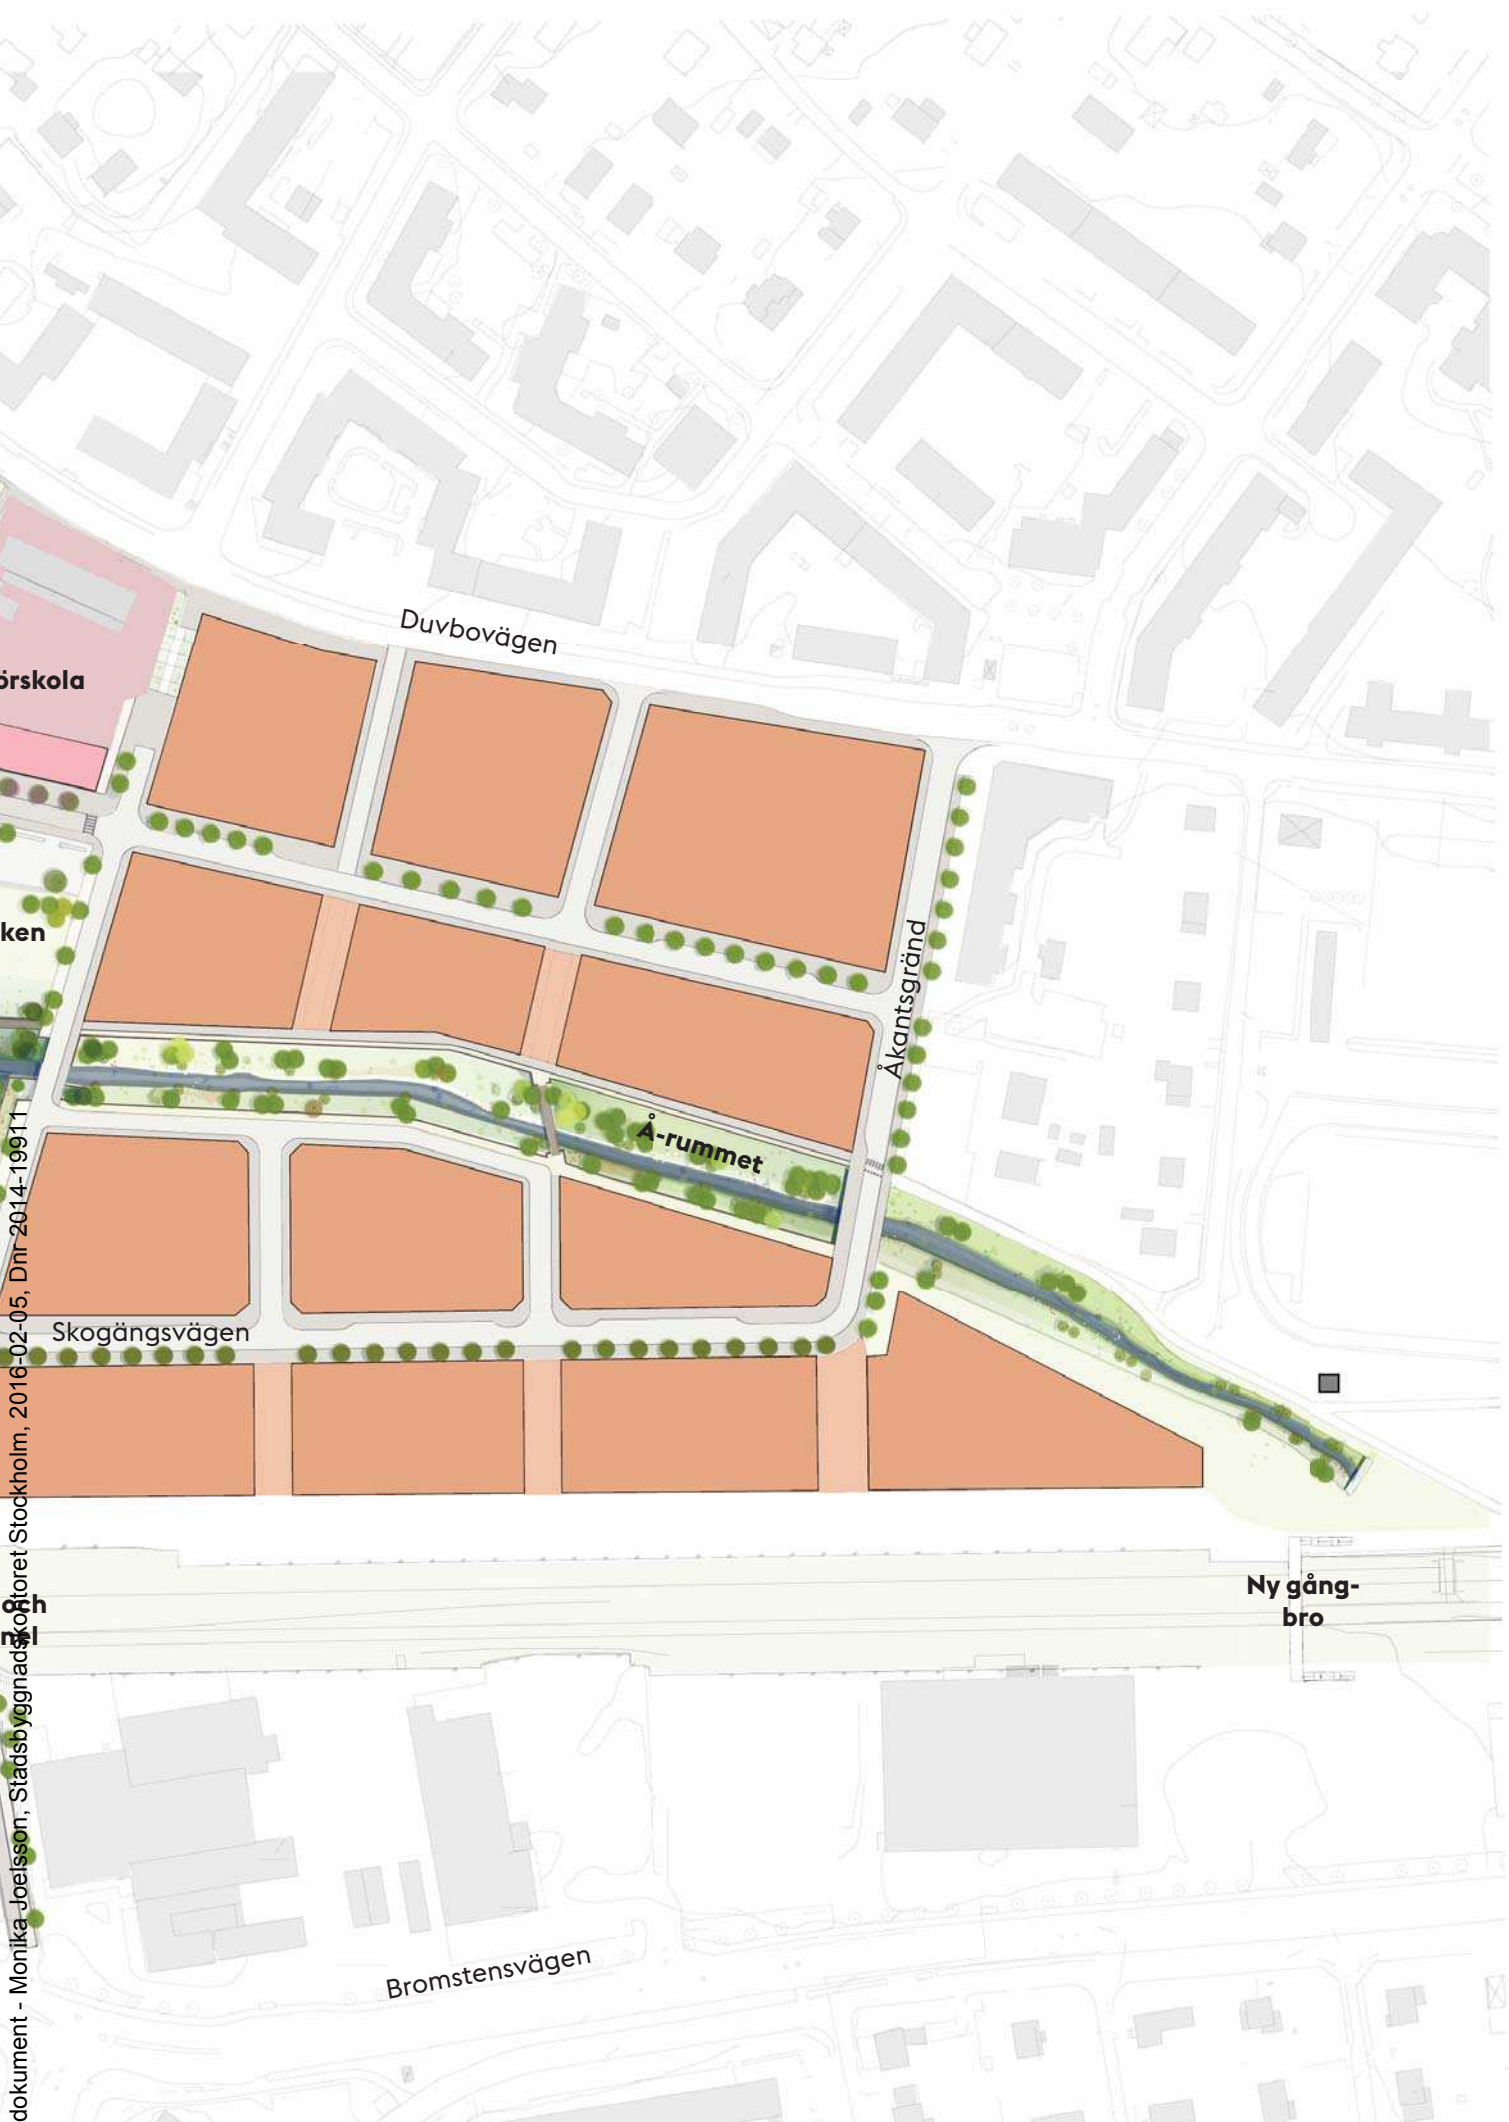 Duvbovägen
örskola
ken
Åkantsgränd
Å-rummet
Skogängsvägen
och
nel
Ny gång-
bro
Bromstensvägen
dokument - Monika Joelsson, Stadsbyggnadskontoret Stockholm, 2016-02-05, Dnr 2014-19911